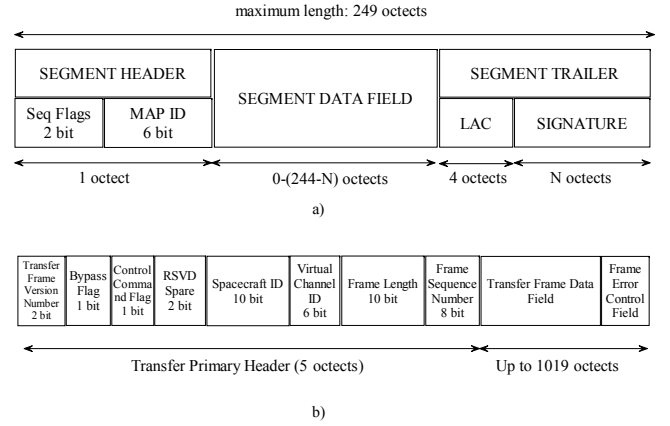 maximum length: 249 octects
SEGMENT HEADER
SEGMENT DATA FIELD
SEGMENT TRAILER
Seq Flags
2 bit
MAP ID
6 bit
LAC
SIGNATURE
1 octect
0-(244-N) octects
4 octects
N octects
a)
Transfer
Frame
Version
Number
2 bit
Bypass
Flag
1 bit
Control
Comma
nd Flag
1 bit
RSVD
Spare
2 bit
Spacecraft ID
10 bit
Virtual
Channel
ID
6 bit
Frame Length
10 bit
Frame
Sequence
Number
8 bit
Transfer Frame Data
Field
Frame
Error
Control
Field
Transfer Primary Header (5 octects)
Up to 1019 octects
b)